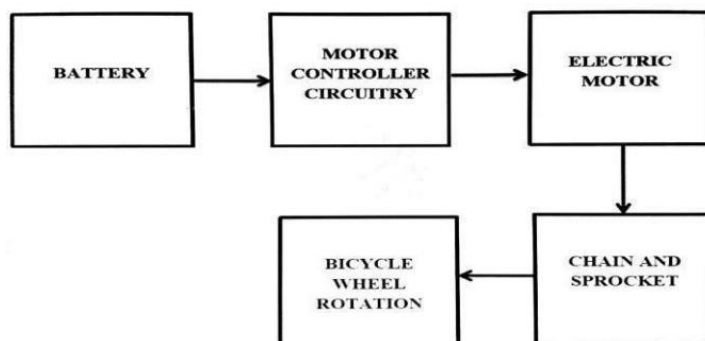 BATTERY
MOTOR
CONTROLLER
CIRCUITRY
ELECTRIC
MOTOR
CHAIN AND
SPROCKET
BICYCLE
WHEEL
ROTATION